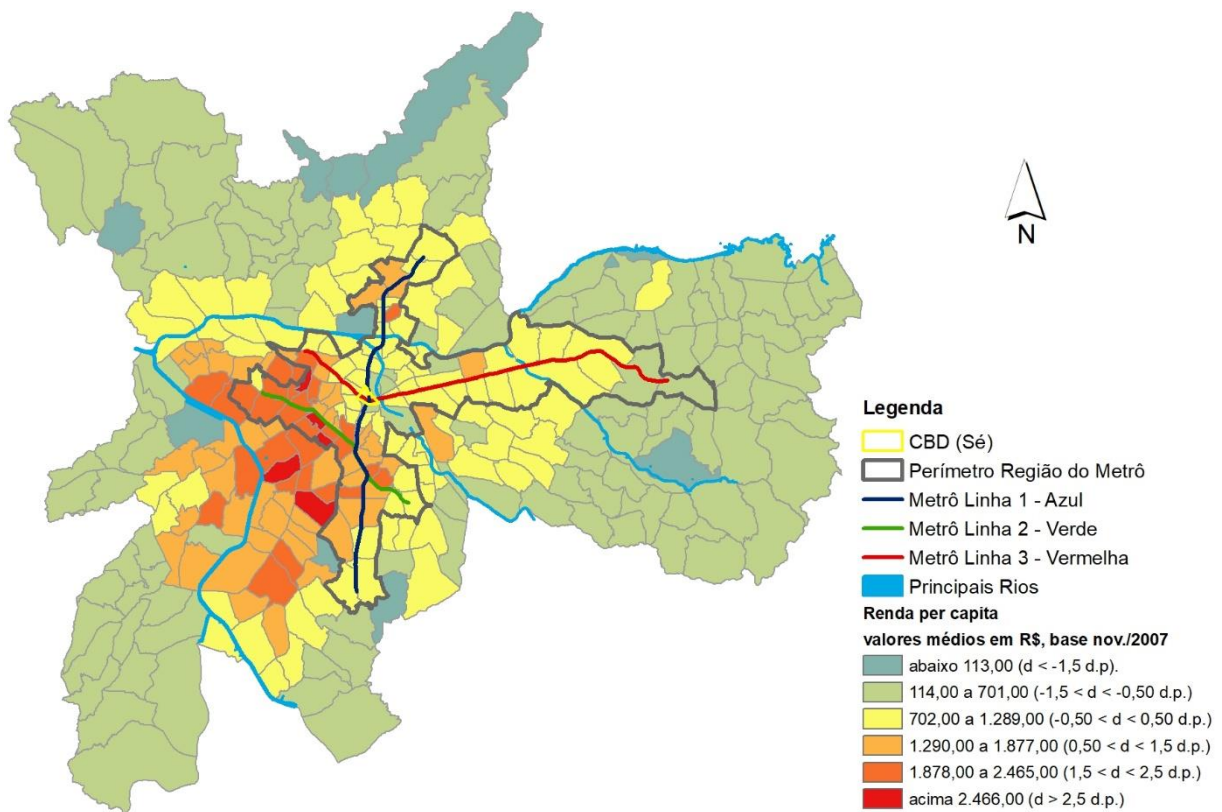 N
Legenda
CBD (Sé)
Perímetro Região do Metrô
Metrô Linha 1 - Azul
Metrô Linha 2 - Verde
Metrô Linha 3 - Vermelha
Principais Rios
Renda per capita
valores médios em R$, base nov./2007
abaixo 113,00 (d < -1,5 d.p).
114,00 a 701,00 (-1,5 < d < -0,50 d.p.)
702,00 a 1.289,00 (-0,50 < d < 0,50 d.p.)
1.290,00 a 1.877,00 (0,50 < d < 1,5 d.p.)
1.878,00 a 2.465,00 (1,5 < d < 2,5 d.p.)
acima 2.466,00 (d > 2,5 d.p.)